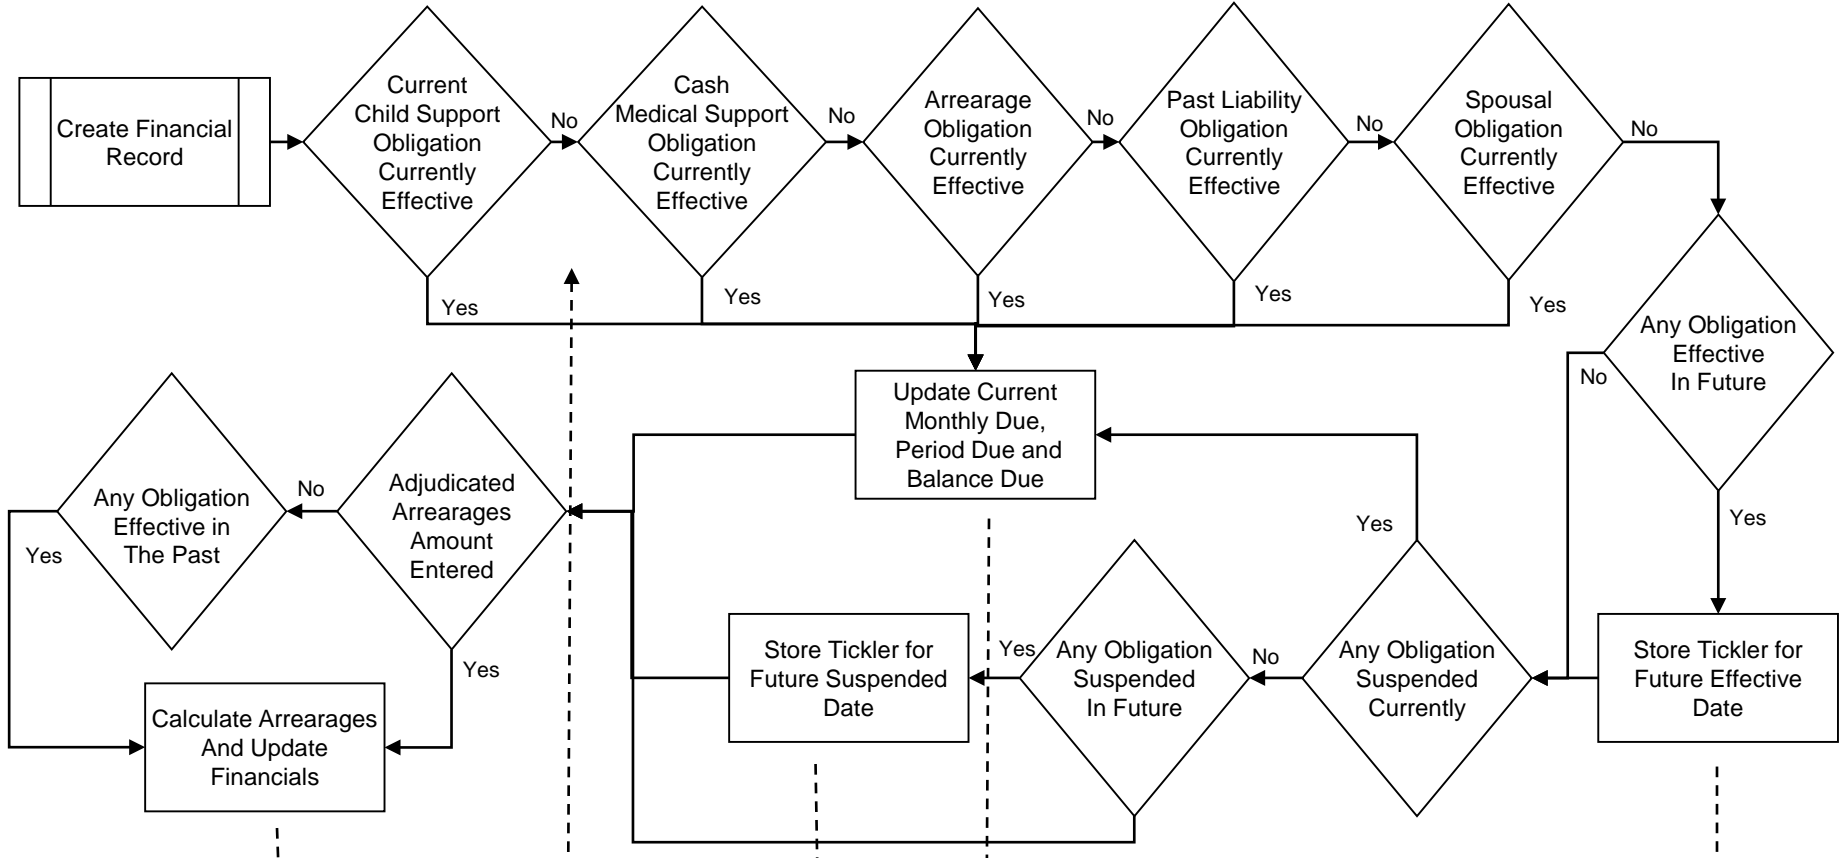 Create Financial
Record
Current
Child Support
Obligation
Currently
Effective
No
Cash
Medical Support
Obligation
Currently
Effective
No
Arrearage
Obligation
Currently
Effective
No
Past Liability
Obligation
Currently
Effective
No
Spousal
Obligation
Currently
Effective
No
Yes
Yes
Yes
Yes
Yes
Any Obligation
Effective
In Future
No
Yes
Update Current
Monthly Due,
Period Due and
Balance Due
Any Obligation
Effective in
The Past
Yes
No
Adjudicated
Arrearages
Amount
Entered
Yes
Calculate Arrearages
And Update
Financials
Store Tickler for
Future Suspended
Date
Yes
Any Obligation
Suspended
In Future
No
Yes
Any Obligation
Suspended
Currently
Store Tickler for
Future Effective
Date